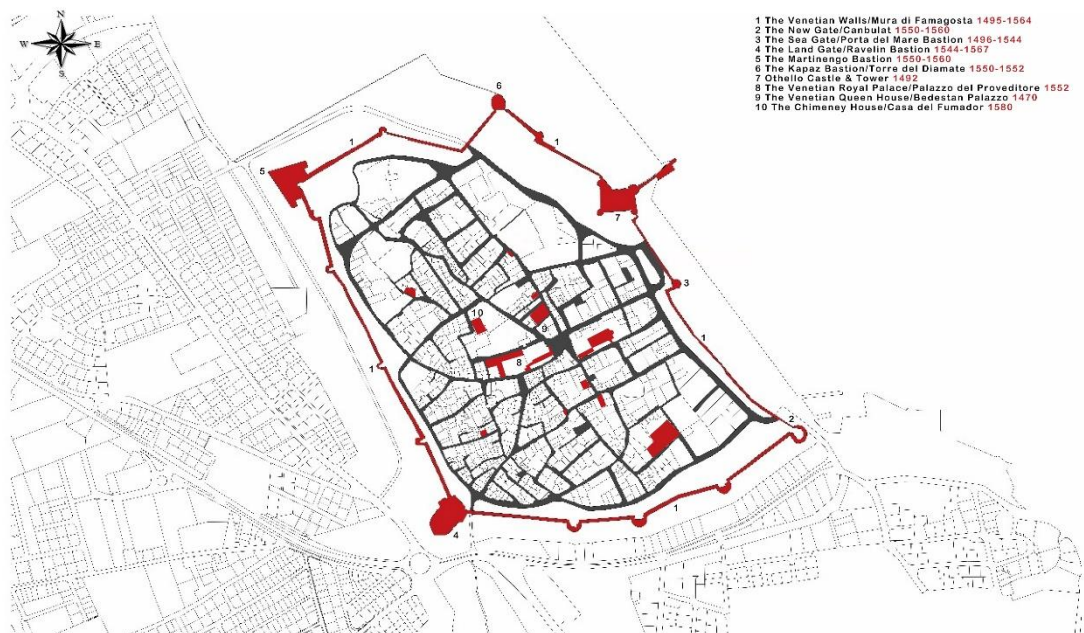 N
W E
S
1 The Venetian Walls/Mura di Famagosta 1495-1564
2 The New Gate/Canbulat 1550-1560
3 The Sea Gate/Porta del Mare Bastion 1496-1544
4 The Land Gate/Ravelin Bastion 1544-1567
5 The Martinengo Bastion 1550-1560
6 The Kapaz Bastion/Torre del Diamate 1550-1552
7 Othello Castle & Tower 1492
8 The Venetian Royal Palace/Palazzo del Proveditore 1552
9 The Venetian Queen House/Bedestan Palazzo 1470
10 The Chimeney House/Casa del Fumador 1580
6
1
1
5
7
3
10
9
1
8
1
2
1
4